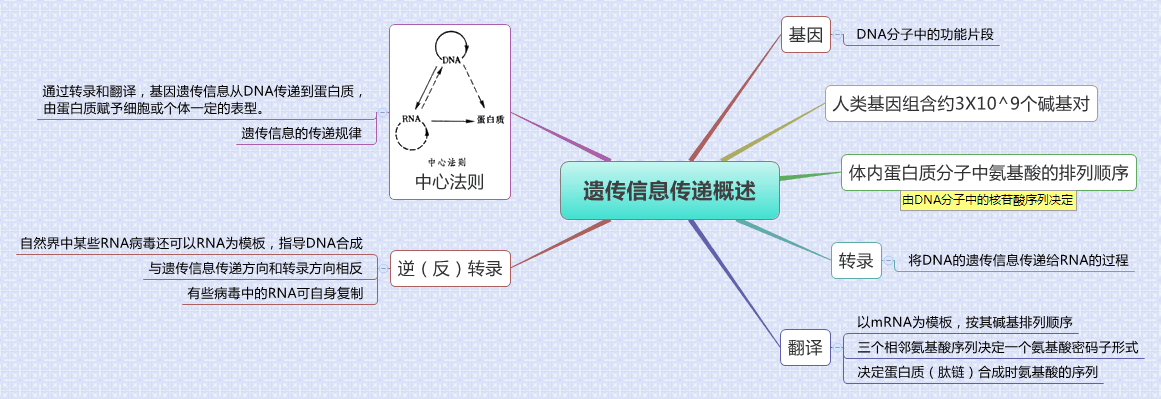 遗传信息传递概述
基因
DNA分子中的功能片段
人类基因组含约3X10^9个碱基对
体内蛋白质分子中氨基酸的排列顺序
由DNA分子中的核苷酸序列决定
转录
将DNA的遗传信息传递给RNA的过程
翻译
以mRNA为模板，按其碱基排列顺序
三个相邻氨基酸序列决定一个氨基酸密码子形式
决定蛋白质（肽链）合成时氨基酸的序列
DNA
RNA
蛋白质
中心法则
中心法则
通过转录和翻译，基因遗传信息从DNA传递到蛋白质，
由蛋白质赋予细胞或个体一定的表型。
遗传信息的传递规律
逆（反）转录
自然界中某些RNA病毒还可以RNA为模板，指导DNA合成
与遗传信息传递方向和转录方向相反
有些病毒中的RNA可自身复制